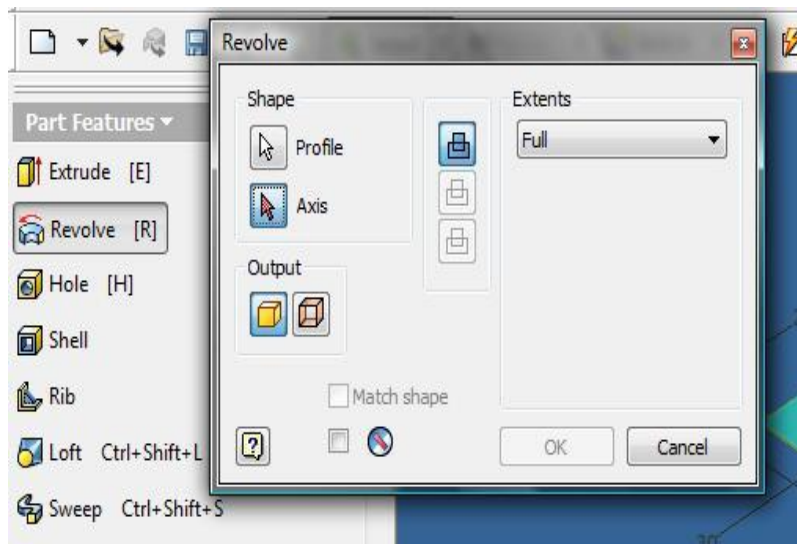 Revolve
Part Features
Extrude [E]
Revolve [R]
Hole [H]
Shell
Rib
Loft Ctrl+Shift+L
Sweep Ctrl+Shift+S
Shape
Profile
Axis
Output
Match shape
Extents
Full
?
OK
Cancel